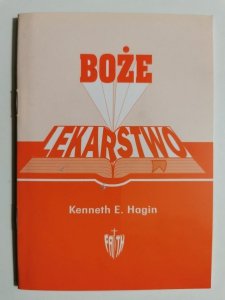 BOŻE
LEKARSTWO
Kenneth E. Hagin
FAITH